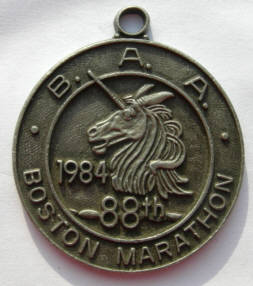 B. A. A.
1984
88th
BOSTON MARATHON